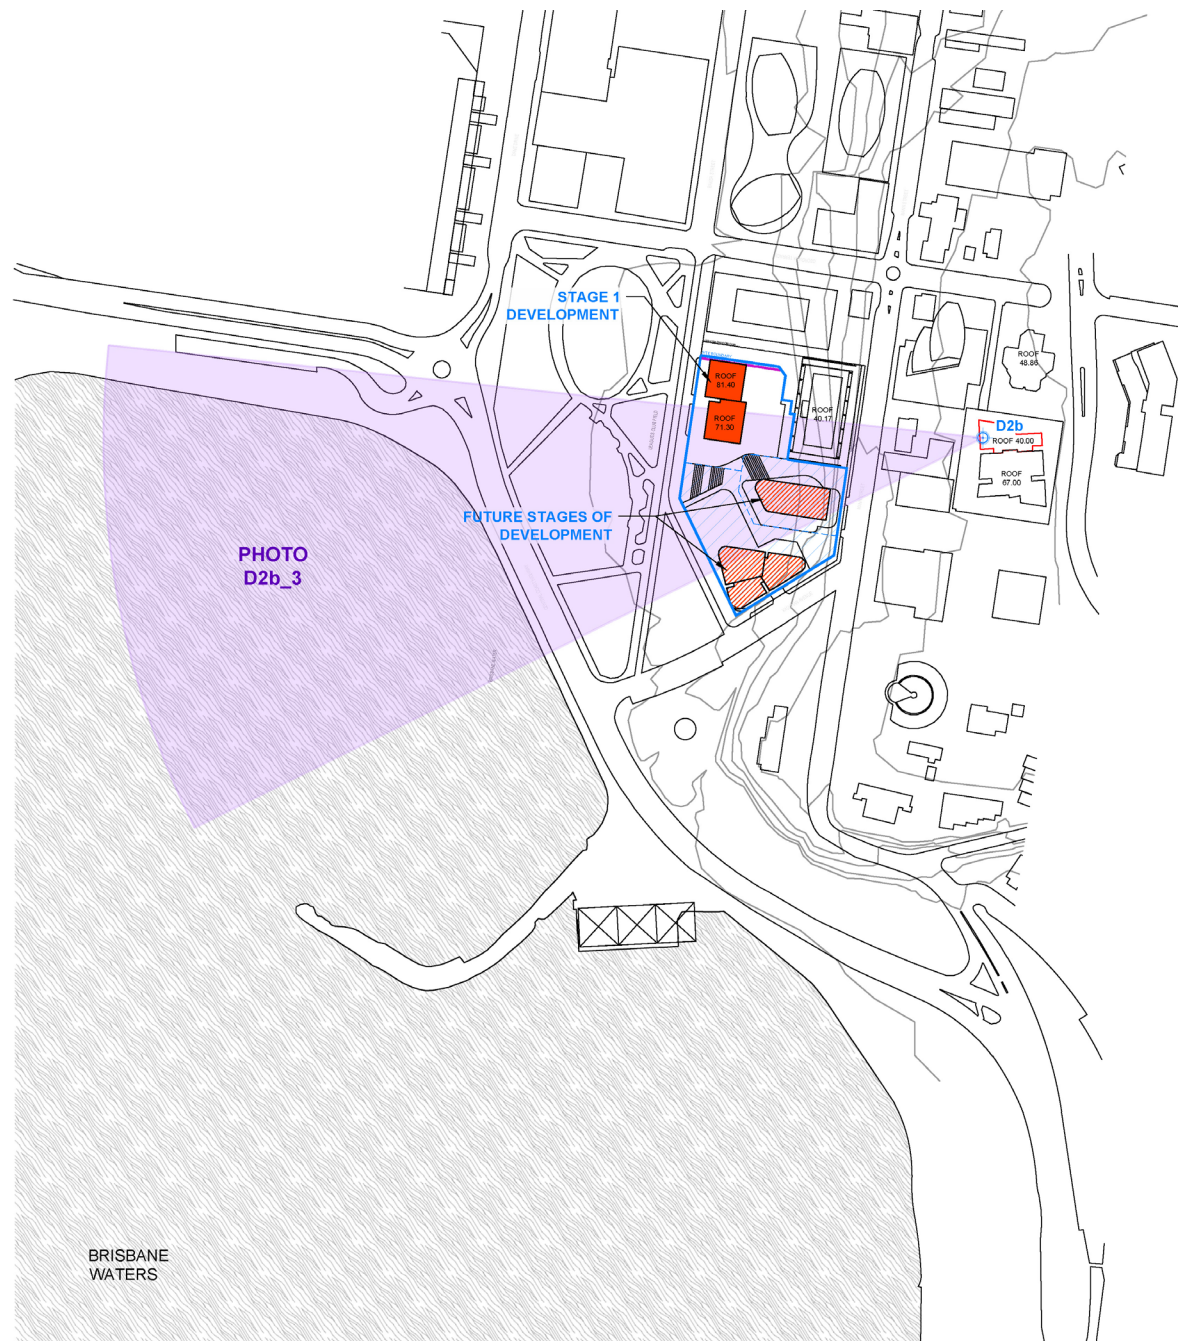 STAGE 1
DEVELOPMENT
ROOF
81.40
ROOF
71.30
ROOF
40.17
ROOF
48.86
D2b
ROOF 40.00
ROOF
67.00
FUTURE STAGES OF
DEVELOPMENT
PHOTO
D2b_3
BRISBANE
WATERS